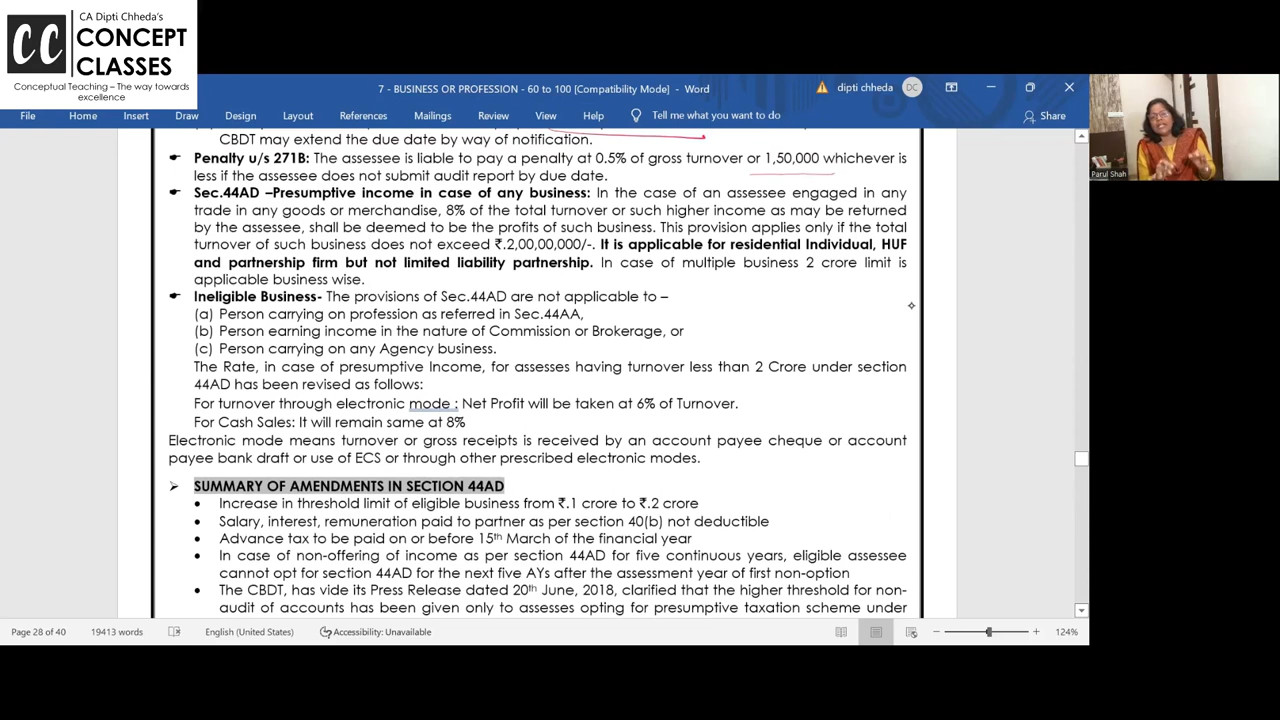 CA Dipti Chheda's
CC
CONCEPT
CLASSES
Conceptual Teaching – The way towards
excellence
7 - BUSINESS OR PROFESSION - 60 to 100 [Compatibility Mode] - Word
dipti chheda
DC
File Home Insert Draw Design Layout References Mailings Review View Help Tell me what you want to do Share
CBDT may extend the due date by way of notification.
Penalty u/s 271B: The assessee is liable to pay a penalty at 0.5% of gross turnover or 1,50,000 whichever is
less if the assessee does not submit audit report by due date.
Sec.44AD –Presumptive income in case of any business: In the case of an assessee engaged in any
trade in any goods or merchandise, 8% of the total turnover or such higher income as may be returned
by the assessee, shall be deemed to be the profits of such business. This provision applies only if the total
turnover of such business does not exceed ₹.2,00,00,000/-. It is applicable for residential Individual, HUF
and partnership firm but not limited liability partnership. In case of multiple business 2 crore limit is
applicable business wise.
Ineligible Business- The provisions of Sec.44AD are not applicable to –
(a) Person carrying on profession as referred in Sec.44AA,
(b) Person earning income in the nature of Commission or Brokerage, or
(c) Person carrying on any Agency business.
The Rate, in case of presumptive Income, for assesses having turnover less than 2 Crore under section
44AD has been revised as follows:
For turnover through electronic mode : Net Profit will be taken at 6% of Turnover.
For Cash Sales: It will remain same at 8%
Electronic mode means turnover or gross receipts is received by an account payee cheque or account
payee bank draft or use of ECS or through other prescribed electronic modes.
SUMMARY OF AMENDMENTS IN SECTION 44AD
• Increase in threshold limit of eligible business from ₹.1 crore to ₹.2 crore
• Salary, interest, remuneration paid to partner as per section 40(b) not deductible
• Advance tax to be paid on or before 15th March of the financial year
• In case of non-offering of income as per section 44AD for five continuous years, eligible assessee
cannot opt for section 44AD for the next five AYs after the assessment year of first non-option
• The CBDT, has vide its Press Release dated 20th June, 2018, clarified that the higher threshold for non-
audit of accounts has been given only to assesses opting for presumptive taxation scheme under
Page 28 of 40 19413 words English (United States) Accessibility: Unavailable 124%
Parul Shah